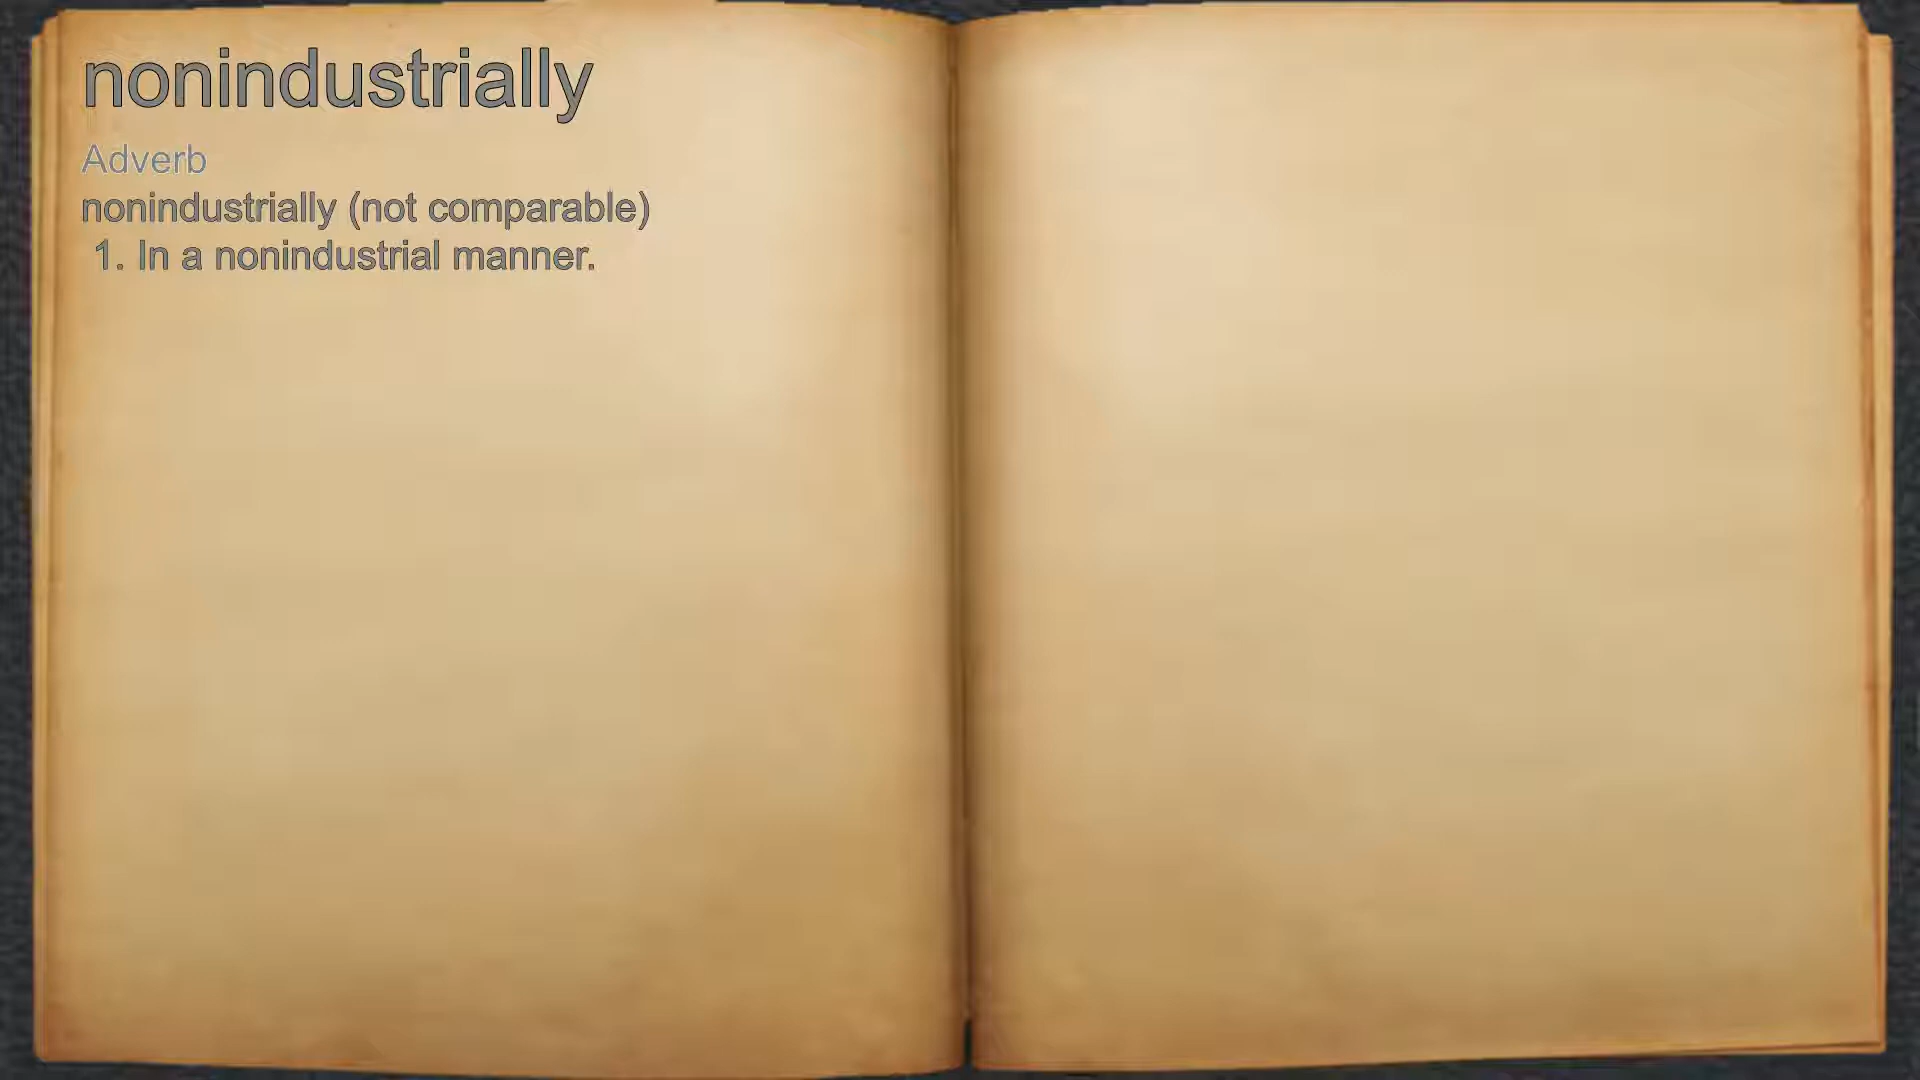 nonindustrially
Adverb
nonindustrially (not comparable)
1. In a nonindustrial manner.